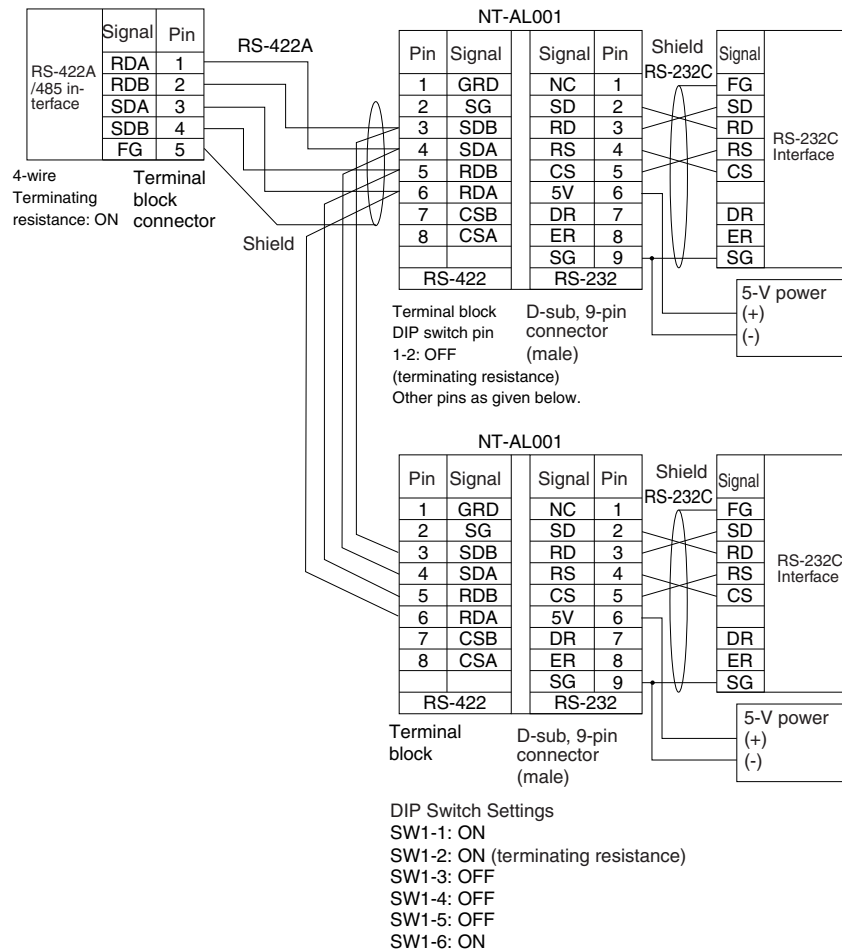 NT-AL001
Signal Pin
RS-422A
/485 in-
terface
RDA 1
RDB 2
SDA 3
SDB 4
FG 5
RS-422A
4-wire
Terminating
resistance: ON
Terminal
block
connector
Shield
Pin Signal
1 GRD
2 SG
3 SDB
4 SDA
5 RDB
6 RDA
7 CSB
8 CSA
RS-422
Signal Pin
NC 1
SD 2
RD 3
RS 4
CS 5
5V 6
DR 7
ER 8
SG 9
RS-232
Shield
RS-232C
Signal
FG
SD
RD
RS
CS
DR
ER
SG
RS-232C
Interface
5-V power
(+)
(-)
Terminal block
DIP switch pin
1-2: OFF
(terminating resistance)
Other pins as given below.
D-sub, 9-pin
connector
(male)
NT-AL001
Pin Signal
1 GRD
2 SG
3 SDB
4 SDA
5 RDB
6 RDA
7 CSB
8 CSA
RS-422
Signal Pin
NC 1
SD 2
RD 3
RS 4
CS 5
5V 6
DR 7
ER 8
SG 9
RS-232
Shield
RS-232C
Signal
FG
SD
RD
RS
CS
DR
ER
SG
RS-232C
Interface
5-V power
(+)
(-)
Terminal
block
D-sub, 9-pin
connector
(male)
DIP Switch Settings
SW1-1: ON
SW1-2: ON (terminating resistance)
SW1-3: OFF
SW1-4: OFF
SW1-5: OFF
SW1-6: ON